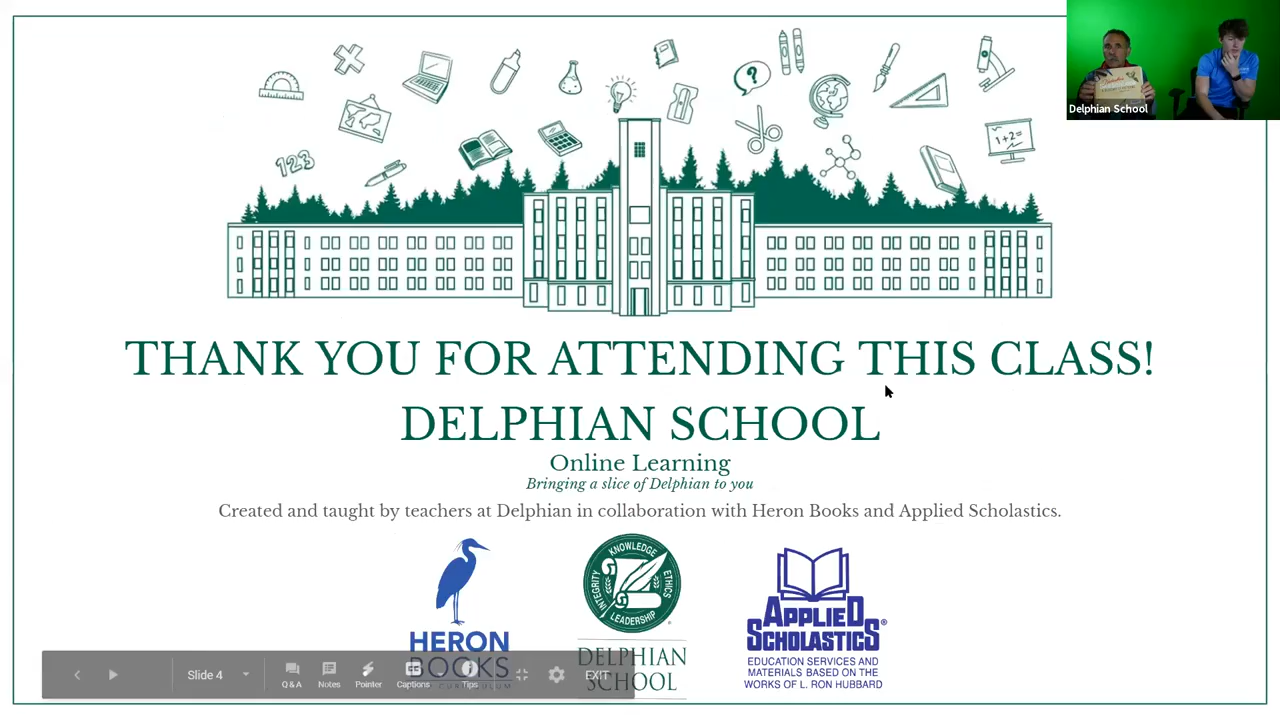 123
?
1+2=
Delphian School
THANK YOU FOR ATTENDING THIS CLASS!
DELPHIAN SCHOOL
Online Learning
Bringing a slice of Delphian to you
Created and taught by teachers at Delphian in collaboration with Heron Books and Applied Scholastics.
HERON
BOOKS
KNOWLEDGE
INTEGRITY
ETHICS
LEADERSHIP
DELPHIAN
SCHOOL
APPLIED
SCHOLASTICS®
EDUCATION SERVICES AND
MATERIALS BASED ON THE
WORKS OF L. RON HUBBARD
Slide 4
Q & A
Notes
Pointer
Captions
Tips
EXIT